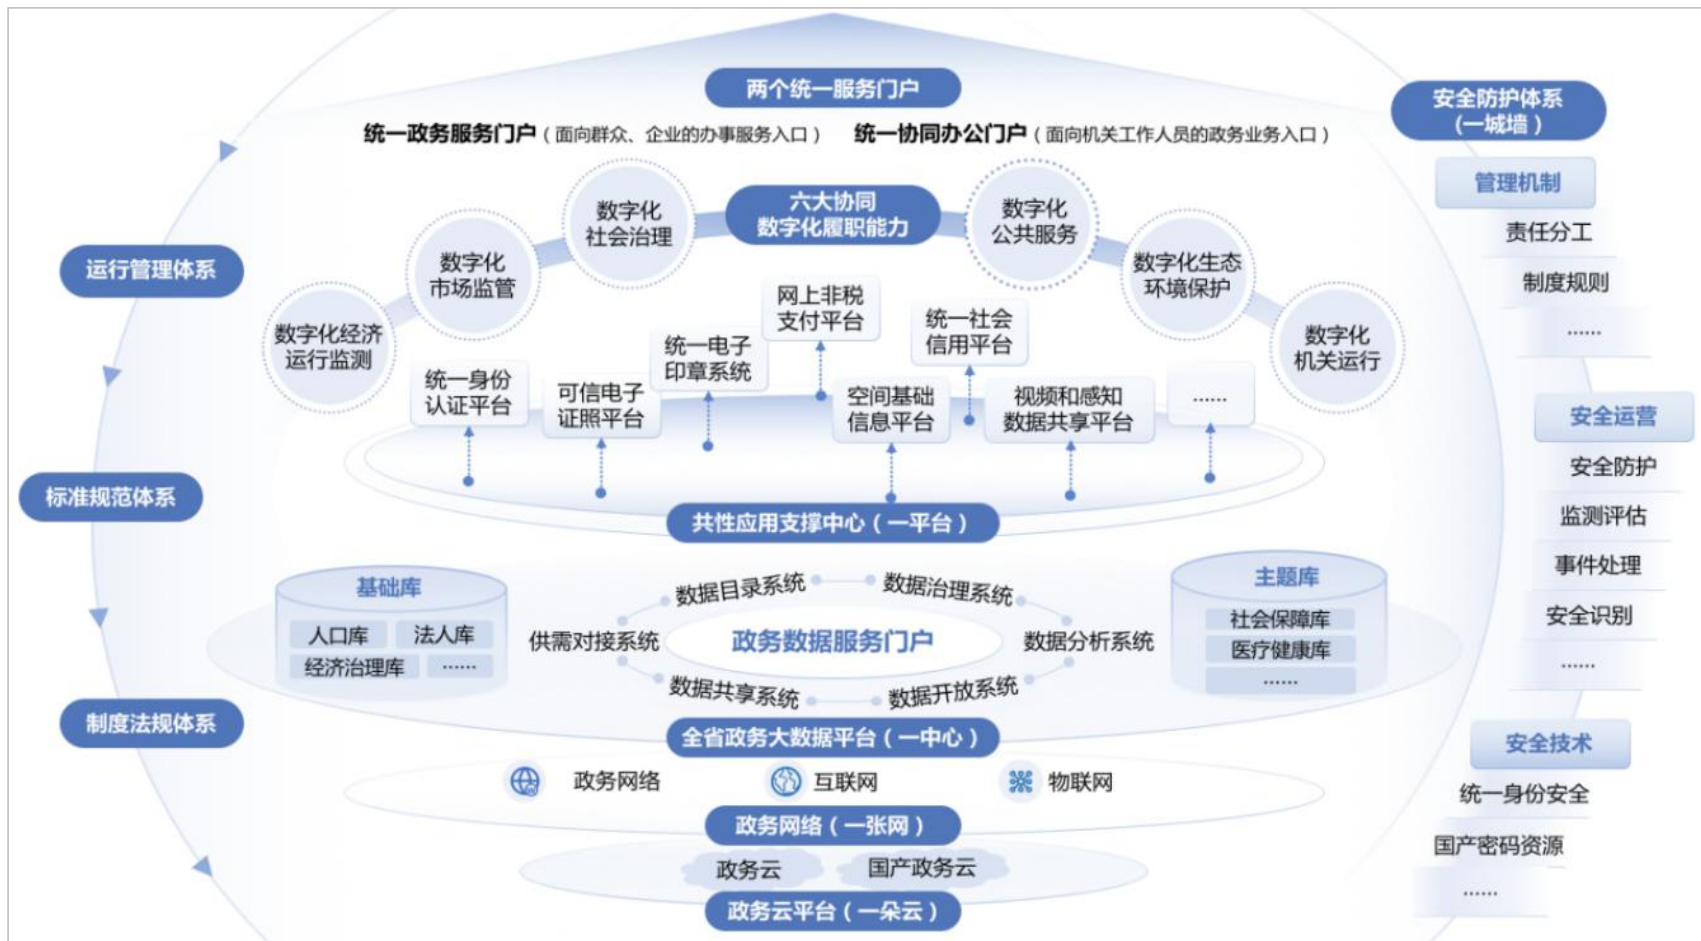 两个统一服务门户
统一政务服务门户（面向群众、企业的办事服务入口）
统一协同办公门户（面向机关工作人员的政务业务入口）
六大协同
数字化履职能力
数字化经济
运行监测
数字化
市场监管
数字化
社会治理
数字化
公共服务
数字化生态
环境保护
数字化
机关运行
统一身份
认证平台
可信电子
证照平台
统一电子
印章系统
网上非税
支付平台
空间基础
信息平台
统一社会
信用平台
视频和感知
数据共享平台
......
共性应用支撑中心（一平台）
基础库
人口库
法人库
经济治理库
......
数据目录系统
数据治理系统
供需对接系统
政务数据服务门户
数据分析系统
数据共享系统
数据开放系统
主题库
社会保障库
医疗健康库
......
全省政务大数据平台（一中心）
政务网络
互联网
物联网
政务网络（一张网）
政务云
国产政务云
政务云平台（一朵云）
运行管理体系
标准规范体系
制度法规体系
安全防护体系
（一城墙）
管理机制
责任分工
制度规则
......
安全运营
安全防护
监测评估
事件处理
安全识别
......
安全技术
统一身份安全
国产密码资源
......